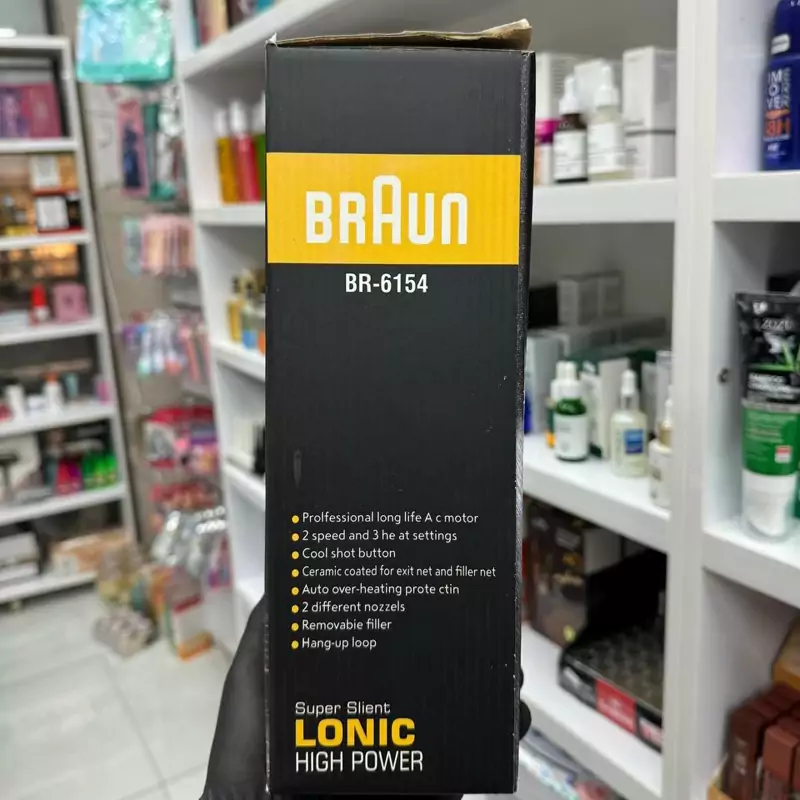 BRAUN
BR-6154
Professional long life A c motor
2 speed and 3 he at settings
Cool shot button
Ceramic coated for exit net and filler net
Auto over-heating prote ctin
2 different nozzels
Removabie filler
Hang-up loop
Super Slient
LONIC
HIGH POWER